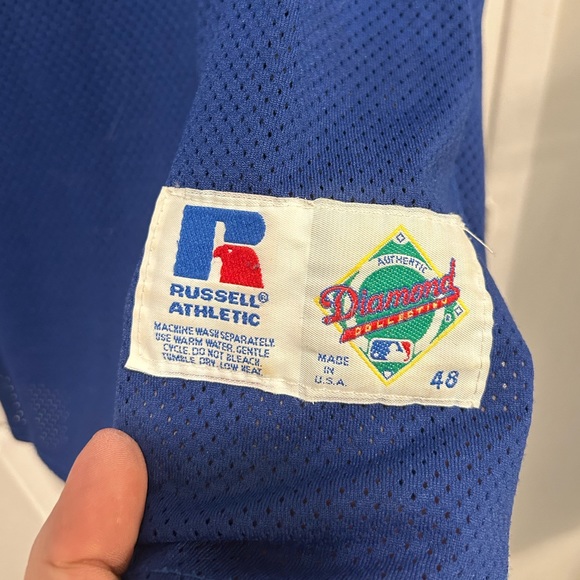 R
RUSSELL®
ATHLETIC
MACHINE WASH SEPARATELY.
USE WARM WATER, GENTLE
CYCLE. DO NOT BLEACH.
TUMBLE DRY, LOW HEAT.
AUTHENTIC
Diamond
COLLECTION
MADE
IN
U.S.A.
48